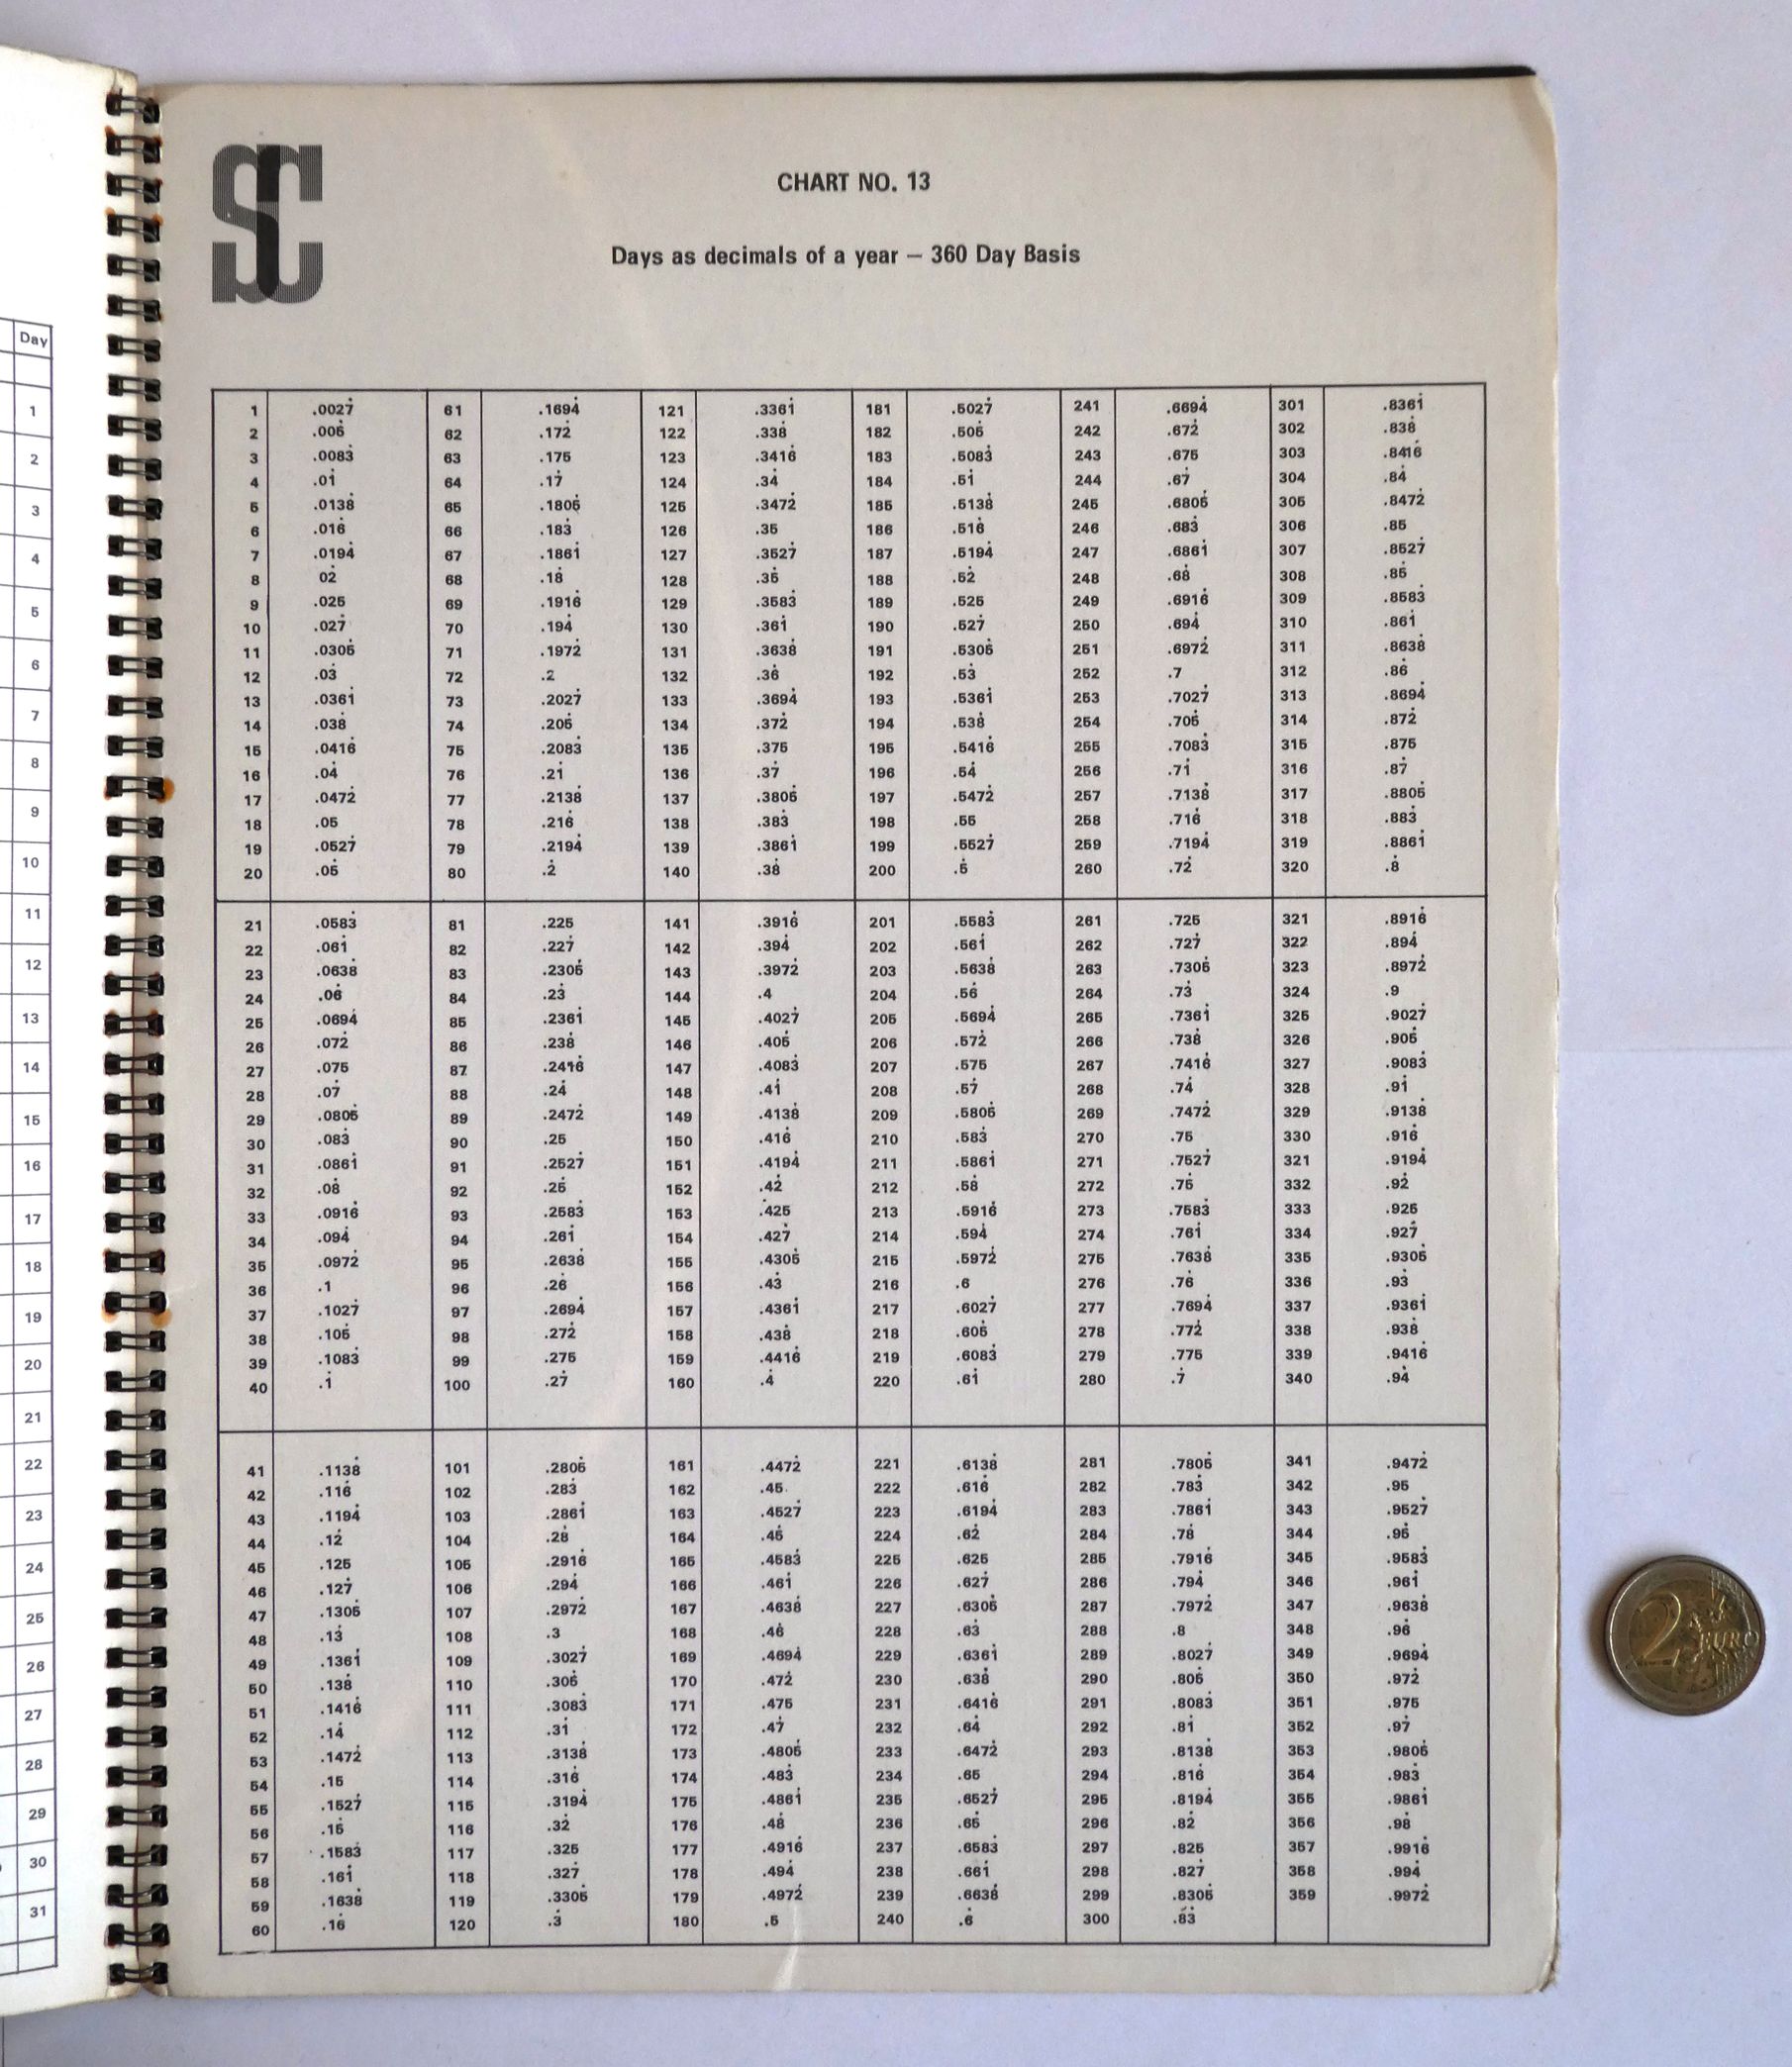 Day
1
2
3
4
5
6
7
8
9
10
11
12
13
14
15
16
17
18
19
20
21
22
23
24
25
26
27
28
29
30
31
SC
CHART NO. 13
Days as decimals of a year — 360 Day Basis
1 .0027̇ 61 .1694̇ 121 .3361̇ 181 .5027̇ 241 .6694̇ 301 .8361̇
2 .005̇ 62 .172̇ 122 .338̇ 182 .505̇ 242 .672̇ 302 .838̇
3 .0083̇ 63 .175 123 .3416̇ 183 .5083̇ 243 .675 303 .8416̇
4 .01̇ 64 .17̇ 124 .34̇ 184 .51̇ 244 .67̇ 304 .84̇
5 .0138̇ 65 .1805̇ 125 .3472̇ 185 .5138̇ 245 .6805̇ 305 .8472̇
6 .016̇ 66 .183̇ 126 .35 186 .516̇ 246 .683̇ 306 .85
7 .0194̇ 67 .1861̇ 127 .3527̇ 187 .5194̇ 247 .6861̇ 307 .8527̇
8 02̇ 68 .18̇ 128 .35̇ 188 .52̇ 248 .68̇ 308 .85̇
9 .025 69 .1916̇ 129 .3583̇ 189 .525 249 .6916̇ 309 .8583̇
10 .027̇ 70 .194̇ 130 .361̇ 190 .527̇ 250 .694̇ 310 .861̇
11 .0305̇ 71 .1972̇ 131 .3638̇ 191 .5305̇ 251 .6972̇ 311 .8638̇
12 .03̇ 72 .2 132 .36̇ 192 .53̇ 252 .7 312 .86̇
13 .0361̇ 73 .2027̇ 133 .3694̇ 193 .5361̇ 253 .7027̇ 313 .8694̇
14 .038̇ 74 .205̇ 134 .372̇ 194 .538̇ 254 .705̇ 314 .872̇
15 .0416̇ 75 .2083̇ 135 .375 195 .5416̇ 255 .7083̇ 315 .875
16 .04̇ 76 .21̇ 136 .37̇ 196 .54̇ 256 .71̇ 316 .87̇
17 .0472̇ 77 .2138̇ 137 .3805̇ 197 .5472̇ 257 .7138̇ 317 .8805̇
18 .05 78 .216̇ 138 .383̇ 198 .55 258 .716̇ 318 .883̇
19 .0527̇ 79 .2194̇ 139 .3861̇ 199 .5527̇ 259 .7194̇ 319 .8861̇
20 .05̇ 80 .2̇ 140 .38̇ 200 .5̇ 260 .72̇ 320 .8̇
21 .0583̇ 81 .225 141 .3916̇ 201 .5583̇ 261 .725 321 .8916̇
22 .061̇ 82 .227̇ 142 .394̇ 202 .561̇ 262 .727̇ 322 .894̇
23 .0638̇ 83 .2305̇ 143 .3972̇ 203 .5638̇ 263 .7305̇ 323 .8972̇
24 .06̇ 84 .23̇ 144 .4 204 .56̇ 264 .73̇ 324 .9
25 .0694̇ 85 .2361̇ 145 .4027̇ 205 .5694̇ 265 .7361̇ 325 .9027̇
26 .072̇ 86 .238̇ 146 .405̇ 206 .572̇ 266 .738̇ 326 .905̇
27 .075 87 .2416̇ 147 .4083̇ 207 .575 267 .7416̇ 327 .9083̇
28 .07̇ 88 .24̇ 148 .41̇ 208 .57̇ 268 .74̇ 328 .91̇
29 .0805̇ 89 .2472̇ 149 .4138̇ 209 .5805̇ 269 .7472̇ 329 .9138̇
30 .083̇ 90 .25 150 .416̇ 210 .583̇ 270 .75 330 .916̇
31 .0861̇ 91 .2527̇ 151 .4194̇ 211 .5861̇ 271 .7527̇ 321 .9194̇
32 .08̇ 92 .25̇ 152 .42̇ 212 .58̇ 272 .75̇ 332 .92̇
33 .0916̇ 93 .2583̇ 153 .425 213 .5916̇ 273 .7583̇ 333 .925
34 .094̇ 94 .261̇ 154 .427̇ 214 .594̇ 274 .761̇ 334 .927̇
35 .0972̇ 95 .2638̇ 155 .4305̇ 215 .5972̇ 275 .7638̇ 335 .9305̇
36 .1 96 .26̇ 156 .43̇ 216 .6 276 .76̇ 336 .93̇
37 .1027̇ 97 .2694̇ 157 .4361̇ 217 .6027̇ 277 .7694̇ 337 .9361̇
38 .105̇ 98 .272̇ 158 .438̇ 218 .605̇ 278 .772̇ 338 .938̇
39 .1083̇ 99 .275 159 .4416̇ 219 .6083̇ 279 .775 339 .9416̇
40 .1̇ 100 .27̇ 160 .4̇ 220 .61̇ 280 .7̇ 340 .94̇
41 .1138̇ 101 .2805̇ 161 .4472̇ 221 .6138̇ 281 .7805̇ 341 .9472̇
42 .116̇ 102 .283̇ 162 .45 222 .616̇ 282 .783̇ 342 .95
43 .1194̇ 103 .2861̇ 163 .4527̇ 223 .6194̇ 283 .7861̇ 343 .9527̇
44 .12̇ 104 .28̇ 164 .45̇ 224 .62̇ 284 .78̇ 344 .95̇
45 .125 105 .2916̇ 165 .4583̇ 225 .625 285 .7916̇ 345 .9583̇
46 .127̇ 106 .294̇ 166 .461̇ 226 .627̇ 286 .794̇ 346 .961̇
47 .1305̇ 107 .2972̇ 167 .4638̇ 227 .6305̇ 287 .7972̇ 347 .9638̇
48 .13̇ 108 .3 168 .46̇ 228 .63̇ 288 .8 348 .96̇
49 .1361̇ 109 .3027̇ 169 .4694̇ 229 .6361̇ 289 .8027̇ 349 .9694̇
50 .138̇ 110 .305̇ 170 .472̇ 230 .638̇ 290 .805̇ 350 .972̇
51 .1416̇ 111 .3083̇ 171 .475 231 .6416̇ 291 .8083̇ 351 .975
52 .14̇ 112 .31̇ 172 .47̇ 232 .64̇ 292 .81̇ 352 .97̇
53 .1472̇ 113 .3138̇ 173 .4805̇ 233 .6472̇ 293 .8138̇ 353 .9805̇
54 .15 114 .316̇ 174 .483̇ 234 .65 294 .816̇ 354 .983̇
55 .1527̇ 115 .3194̇ 175 .4861̇ 235 .6527̇ 295 .8194̇ 355 .9861̇
56 .15̇ 116 .32̇ 176 .48̇ 236 .65̇ 296 .82̇ 356 .98̇
57 .1583̇ 117 .325 177 .4916̇ 237 .6583̇ 297 .825 357 .9916̇
58 .161̇ 118 .327̇ 178 .494̇ 238 .661̇ 298 .827̇ 358 .994̇
59 .1638̇ 119 .3305̇ 179 .4972̇ 239 .6638̇ 299 .8305̇ 359 .9972̇
60 .16̇ 120 .3̇ 180 .5 240 .6̇ 300 .83̇
2 EURO